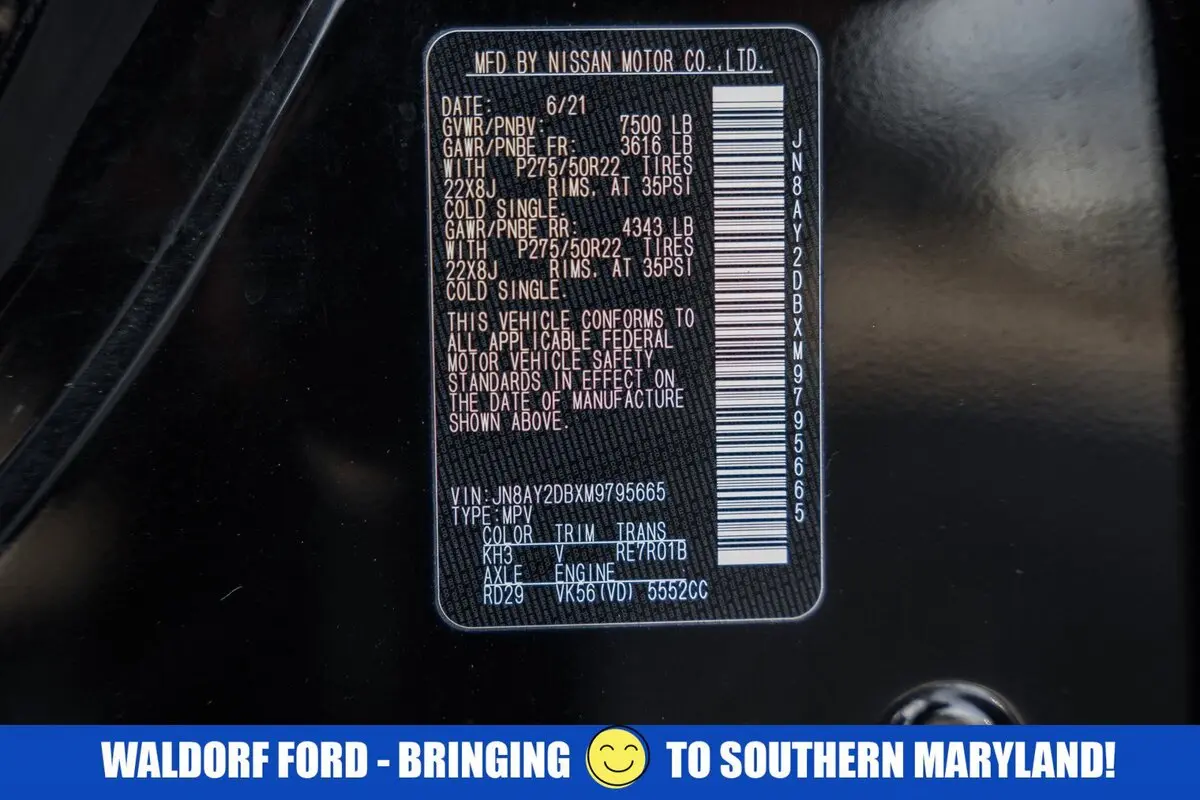 MFD BY NISSAN MOTOR CO.,LTD.
DATE: 6/21
GVWR/PNBV: 7500 LB
GAWR/PNBE FR: 3616 LB
WITH P275/50R22 TIRES
22X8J RIMS. AT 35PSI
COLD SINGLE.
GAWR/PNBE RR: 4343 LB
WITH P275/50R22 TIRES
22X8J RIMS. AT 35PSI
COLD SINGLE.
THIS VEHICLE CONFORMS TO
ALL APPLICABLE FEDERAL
MOTOR VEHICLE SAFETY
STANDARDS IN EFFECT ON
THE DATE OF MANUFACTURE
SHOWN ABOVE.
VIN:JN8AY2DBXM9795665
TYPE:MPV
COLOR TRIM TRANS
KH3 V RE7R01B
AXLE ENGINE
RD29 VK56(VD) 5552CC
JN8AY2DBXM9795665
WALDORF FORD - BRINGING TO SOUTHERN MARYLAND!